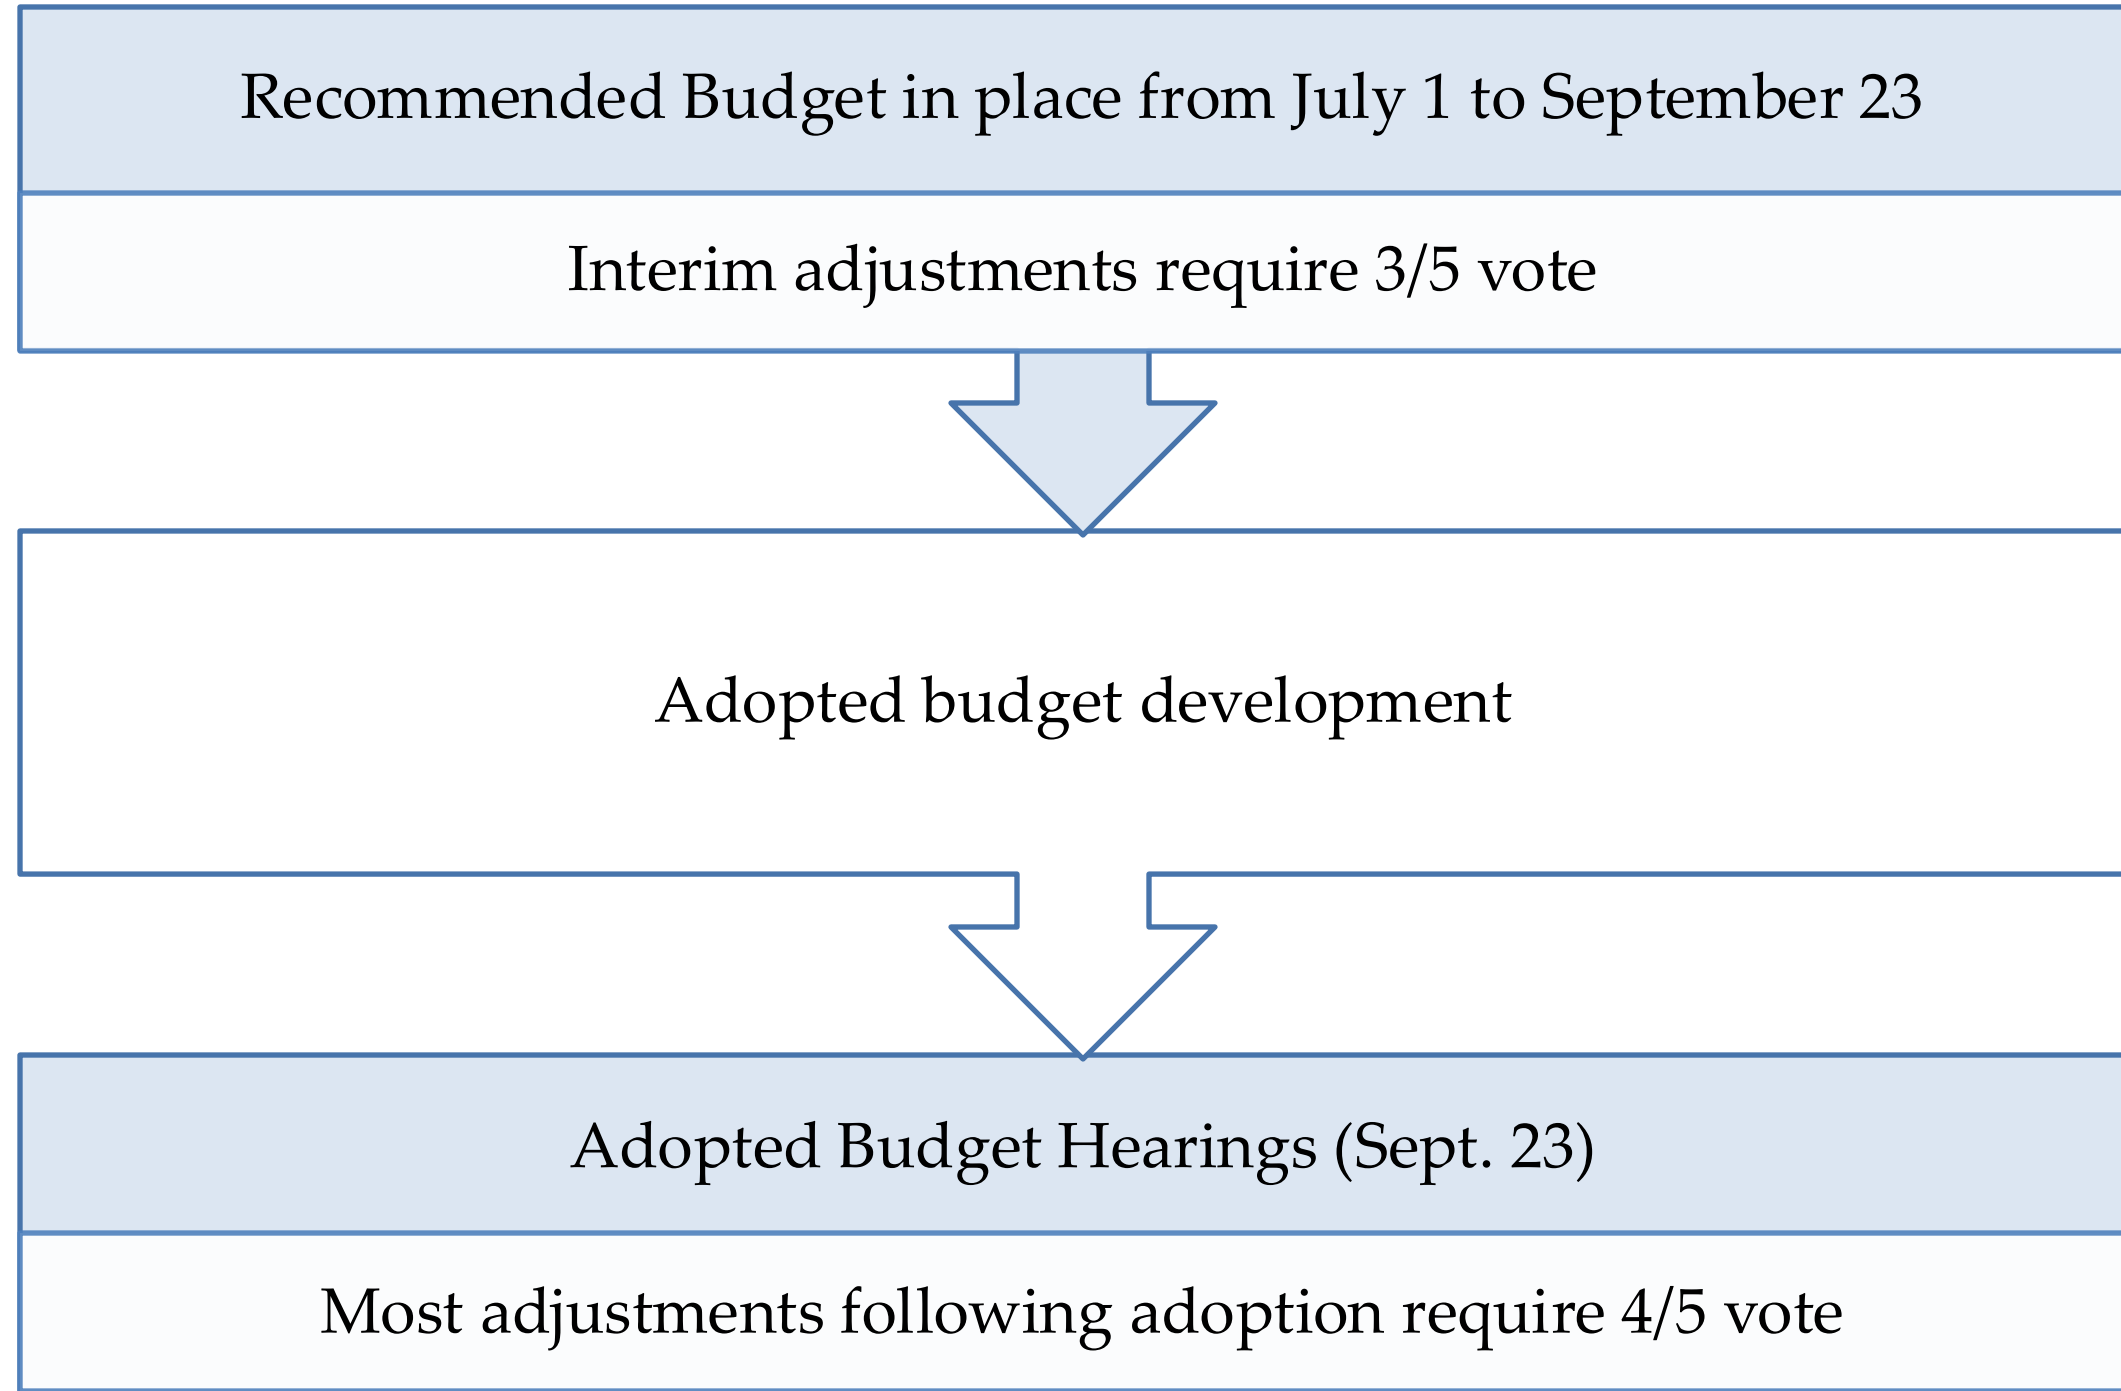 Recommended Budget in place from July 1 to September 23
Interim adjustments require 3/5 vote
Adopted budget development
Adopted Budget Hearings (Sept. 23)
Most adjustments following adoption require 4/5 vote